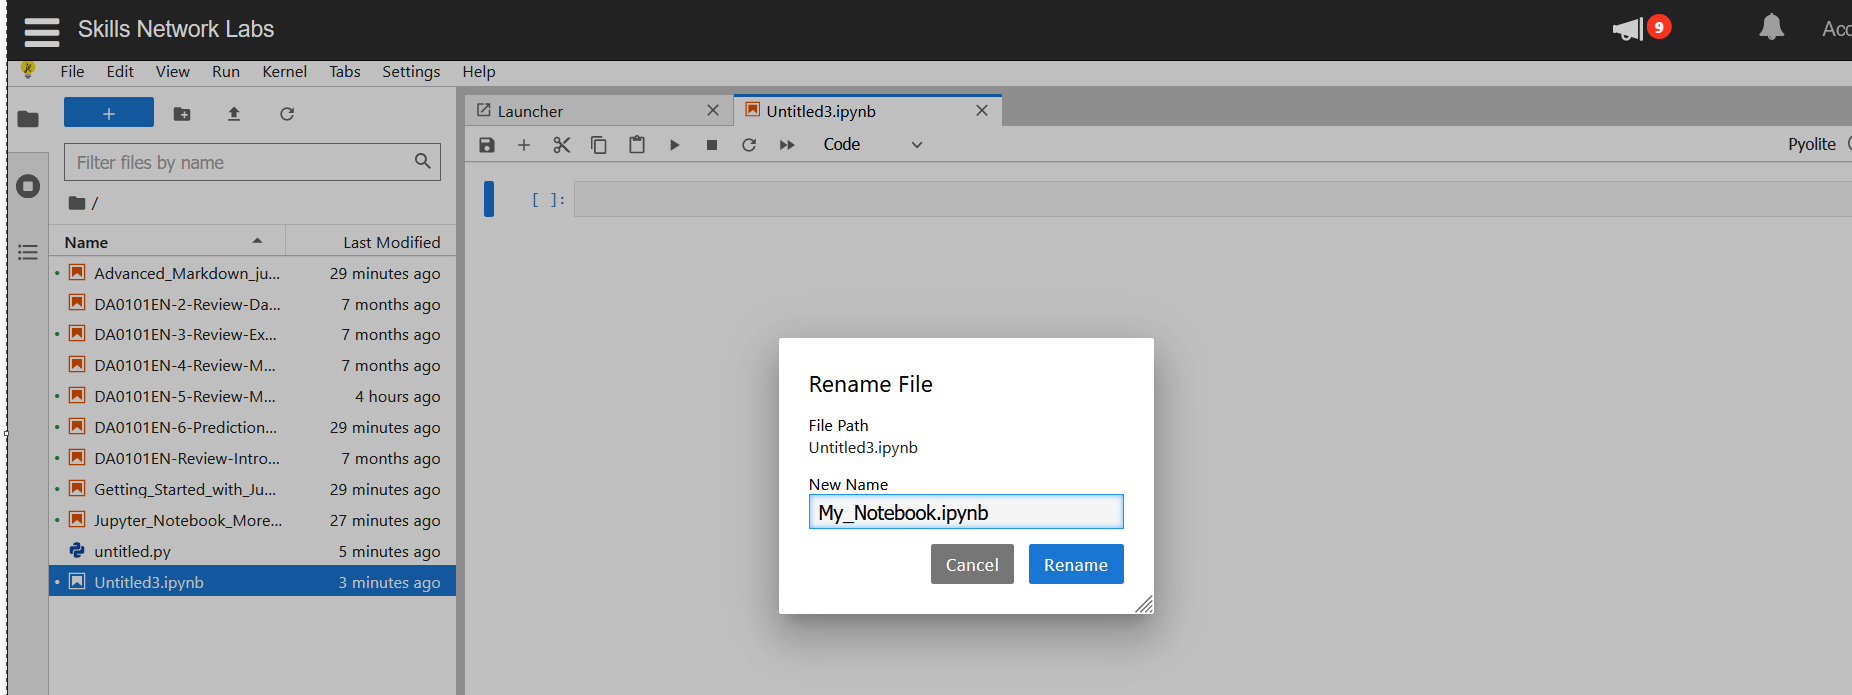 Skills Network Labs
9
File Edit View Run Kernel Tabs Settings Help
+
Filter files by name
/
Name Last Modified
Advanced_Markdown_ju... 29 minutes ago
DA0101EN-2-Review-Da... 7 months ago
DA0101EN-3-Review-Ex... 7 months ago
DA0101EN-4-Review-M... 7 months ago
DA0101EN-5-Review-M... 4 hours ago
DA0101EN-6-Prediction... 29 minutes ago
DA0101EN-Review-Intro... 7 months ago
Getting_Started_with_Ju... 29 minutes ago
Jupyter_Notebook_More... 27 minutes ago
untitled.py 5 minutes ago
Untitled3.ipynb 3 minutes ago
Launcher Untitled3.ipynb
Code Pyolite
[ ]:
Rename File
File Path
Untitled3.ipynb
New Name
My_Notebook.ipynb
Cancel Rename